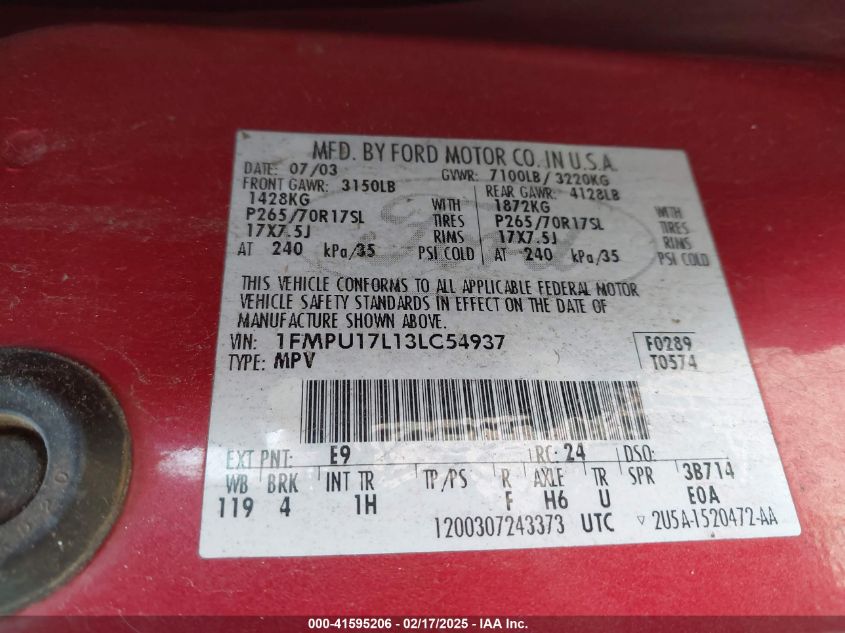 MFD. BY FORD MOTOR CO. IN U.S.A.
DATE: 07/03 GVWR: 7100LB / 3220KG
FRONT GAWR: 3150LB REAR GAWR: 4128LB
1428KG WITH 1872KG WITH
P265/70R17SL TIRES P265/70R17SL TIRES
17X7.5J RIMS 17X7.5J RIMS
AT 240 kPa/35 PSI COLD AT 240 kPa/35 PSI COLD
THIS VEHICLE CONFORMS TO ALL APPLICABLE FEDERAL MOTOR
VEHICLE SAFETY STANDARDS IN EFFECT ON THE DATE OF
MANUFACTURE SHOWN ABOVE.
VIN: 1FMPU17L13LC54937 F0289
TYPE: MPV T0574
EXT PNT: E9 RC: 24 DSO:
WB BRK INT TR TP/PS R AXLE TR SPR 3B714
119 4 1H F H6 U E0A
1200307243373 UTC ▽ 2U5A-1520472-AA
000-41595206 - 02/17/2025 - IAA Inc.